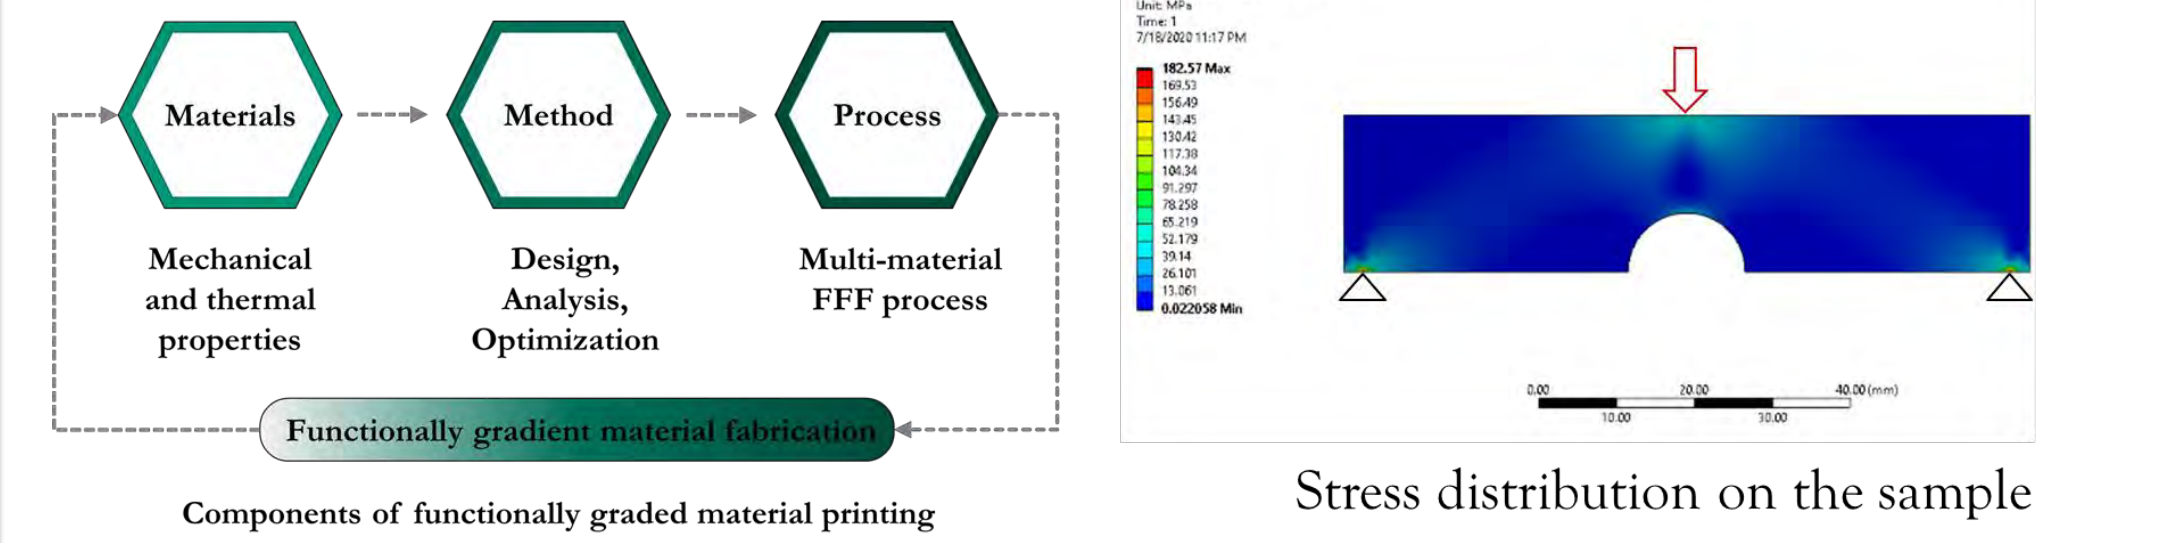 Materials
Method
Process
Mechanical
and thermal
properties
Design,
Analysis,
Optimization
Multi-material
FFF process
Functionally gradient material fabrication
Components of functionally graded material printing
Unit: MPa
Time: 1
7/18/2020 11:17 PM
182.57 Max
169.53
156.49
143.45
130.42
117.38
104.34
91.297
78.258
65.219
52.179
39.14
26.101
13.061
0.022058 Min
0.00
20.00
40.00 (mm)
10.00
30.00
Stress distribution on the sample